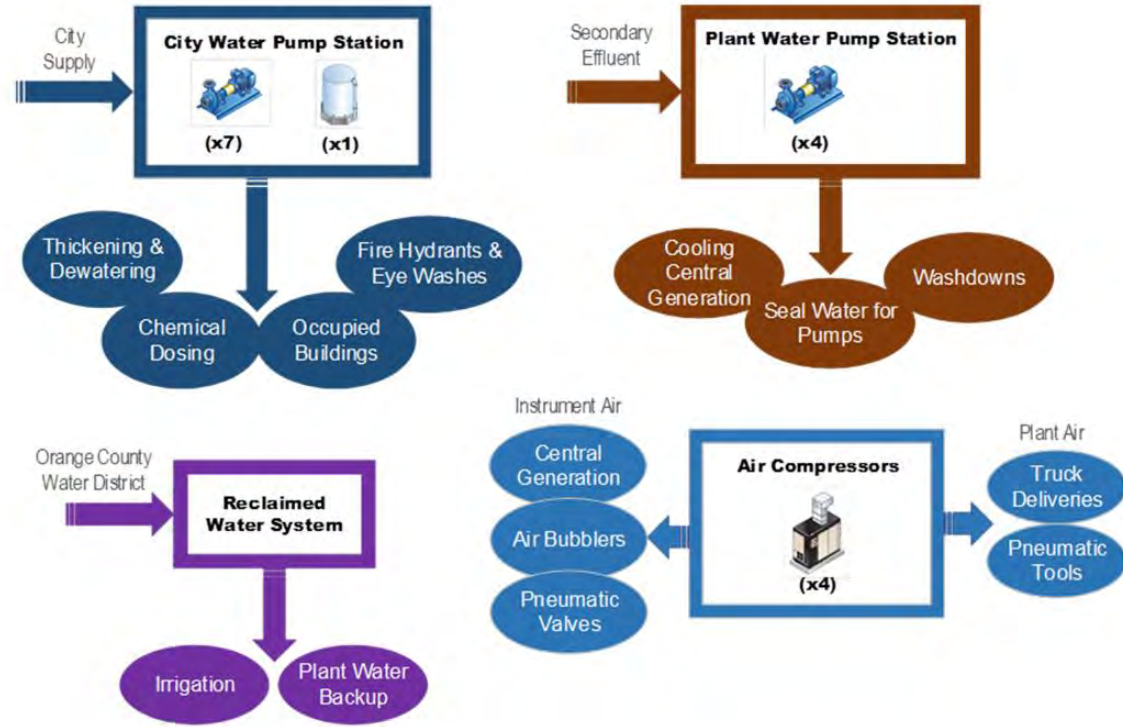 City
Supply
City Water Pump Station
(x7)
(x1)
Thickening &
Dewatering
Chemical
Dosing
Occupied
Buildings
Fire Hydrants &
Eye Washes
Secondary
Effluent
Plant Water Pump Station
(x4)
Cooling
Central
Generation
Seal Water for
Pumps
Washdowns
Orange County
Water District
Reclaimed
Water System
Irrigation
Plant Water
Backup
Instrument Air
Central
Generation
Air Bubblers
Pneumatic
Valves
Air Compressors
(x4)
Plant Air
Truck
Deliveries
Pneumatic
Tools